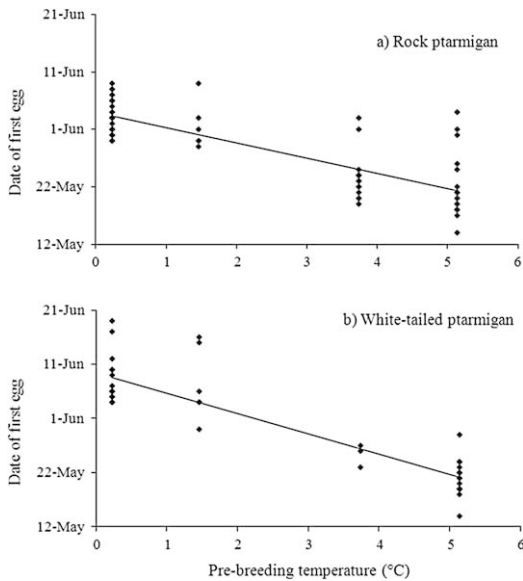 21-Jun
a) Rock ptarmigan
11-Jun
1-Jun
22-May
12-May
Date of first egg
0 1 2 3 4 5 6
21-Jun
b) White-tailed ptarmigan
11-Jun
1-Jun
22-May
12-May
Date of first egg
0 1 2 3 4 5 6
Pre-breeding temperature (°C)